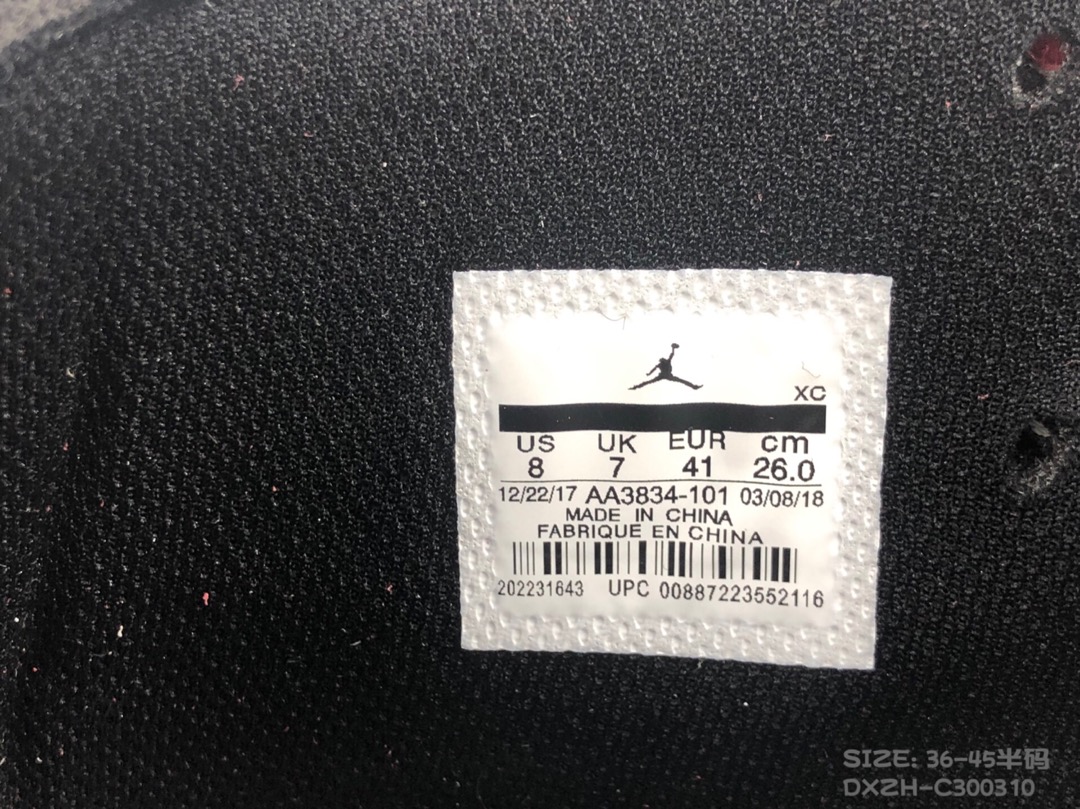 XC
US UK EUR cm
8 7 41 26.0
12/22/17 AA3834-101 03/08/18
MADE IN CHINA
FABRIQUE EN CHINA
202231643 UPC 00887223552116
SIZE: 36-45半码
DXZH-C300310